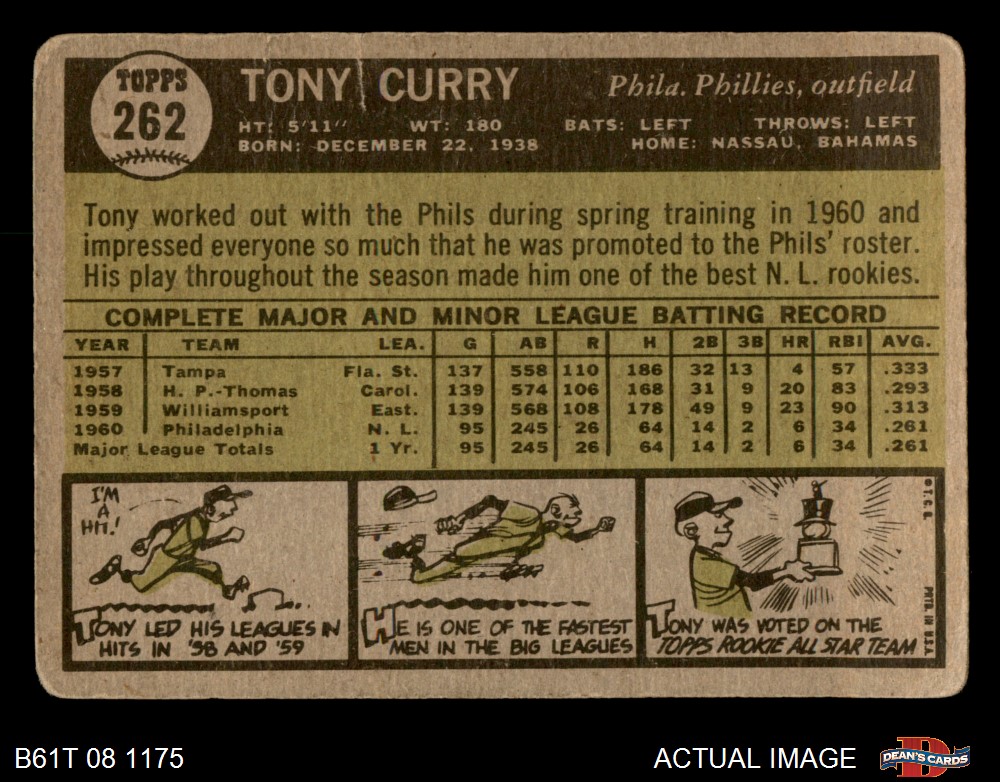 TOPPS
262
TONY CURRY
Phila. Phillies, outfield
HT: 5'11" WT: 180 BATS: LEFT THROWS: LEFT
BORN: DECEMBER 22, 1938 HOME: NASSAU, BAHAMAS
Tony worked out with the Phils during spring training in 1960 and
impressed everyone so much that he was promoted to the Phils' roster.
His play throughout the season made him one of the best N. L. rookies.
COMPLETE MAJOR AND MINOR LEAGUE BATTING RECORD
YEAR TEAM LEA. G AB R H 2B 3B HR RBI AVG.
1957 Tampa Fla. St. 137 558 110 186 32 13 4 57 .333
1958 H. P.-Thomas Carol. 139 574 106 168 31 9 20 83 .293
1959 Williamsport East. 139 568 108 178 49 9 23 90 .313
1960 Philadelphia N. L. 95 245 26 64 14 2 6 34 .261
Major League Totals 1 Yr. 95 245 26 64 14 2 6 34 .261
I'M
A
HIT!
TONY LED HIS LEAGUES IN
HITS IN '58 AND '59
HE IS ONE OF THE FASTEST
MEN IN THE BIG LEAGUES
TONY WAS VOTED ON THE
TOPPS ROOKIE ALL STAR TEAM
© T.C.G.
PRTD. IN U.S.A.
B61T 08 1175
ACTUAL IMAGE
DEAN'S CARDS